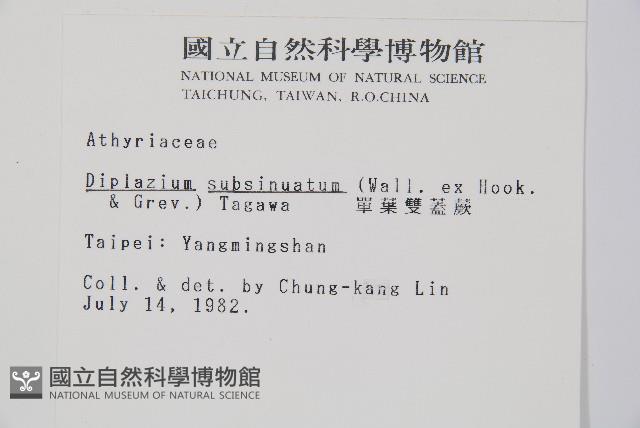 國立自然科學博物館
NATIONAL MUSEUM OF NATURAL SCIENCE
TAICHUNG, TAIWAN, R.O.CHINA
Athyriaceae
Diplazium subsinuatum (Wall. ex Hook.
& Grev.) Tagawa 單葉雙蓋蕨
Taipei: Yangmingshan
Coll. & det. by Chung-kang Lin
July 14, 1982.
國立自然科學博物館
NATIONAL MUSEUM OF NATURAL SCIENCE